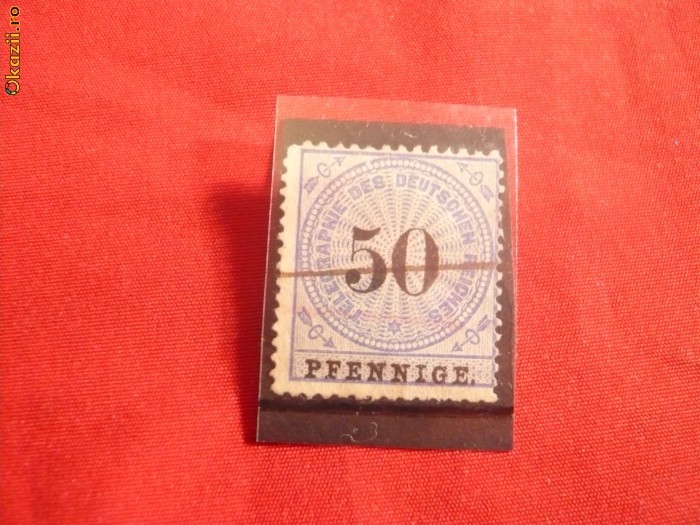 Okazii.ro
TELEGRAPHIE DES DEUTSCHEN REICHES
50
PFENNIGE.